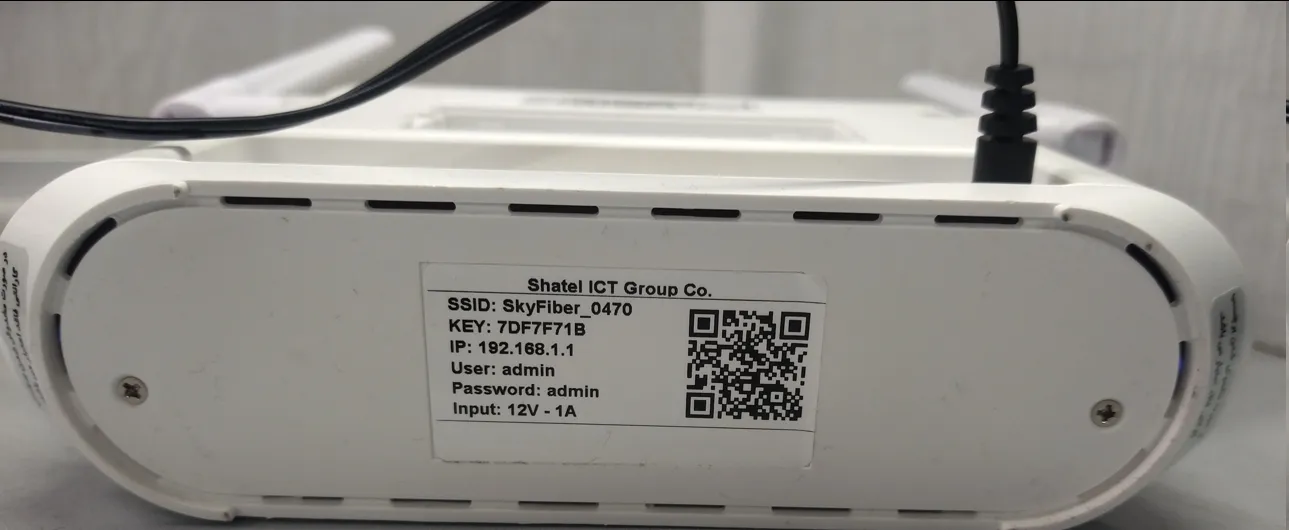 Shatel ICT Group Co.
SSID: SkyFiber_0470
KEY: 7DF7F71B
IP: 192.168.1.1
User: admin
Password: admin
Input: 12V - 1A